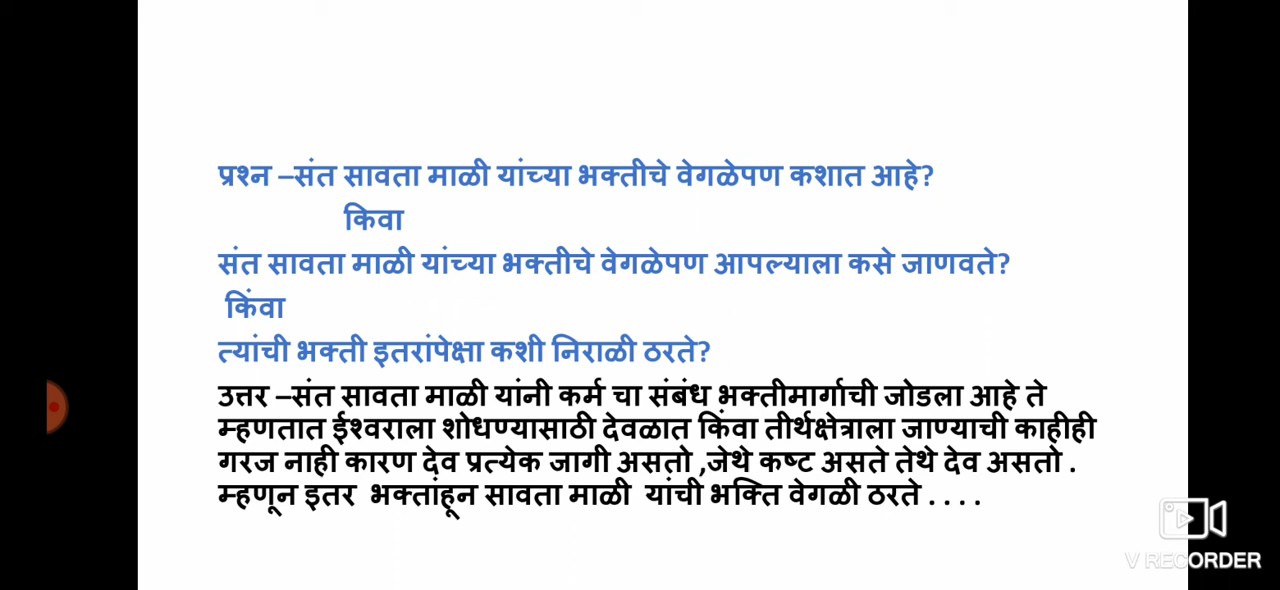 प्रश्न –संत सावता माळी यांच्या भक्तीचे वेगळेपण कशात आहे?
किंवा
संत सावता माळी यांच्या भक्तीचे वेगळेपण आपल्याला कसे जाणवते?
किंवा
त्यांची भक्ती इतरांपेक्षा कशी निराळी ठरते?
उत्तर –संत सावता माळी यांनी कर्म चा संबंध भक्तीमार्गाची जोडला आहे ते
म्हणतात ईश्वराला शोधण्यासाठी देवळात किंवा तीर्थक्षेत्राला जाण्याची काहीही
गरज नाही कारण देव प्रत्येक जागी असतो ,जेथे कष्ट असते तेथे देव असतो .
म्हणून इतर भक्तांहून सावता माळी यांची भक्ति वेगळी ठरते . . . .
V RECORDER